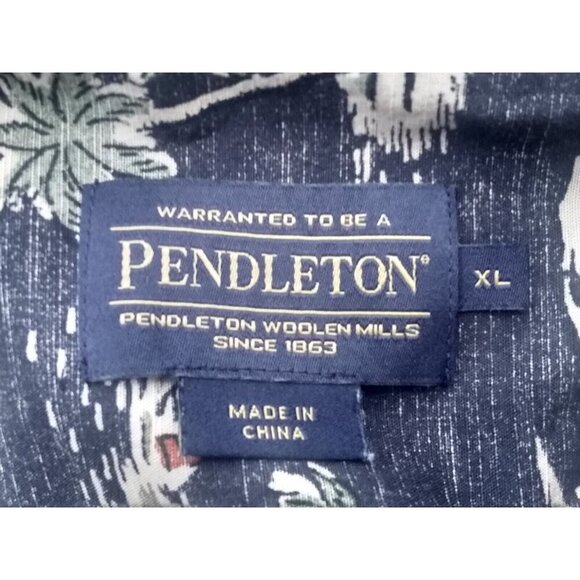 WARRANTED TO BE A
PENDLETON®
PENDLETON WOOLEN MILLS
SINCE 1863
XL
MADE IN
CHINA